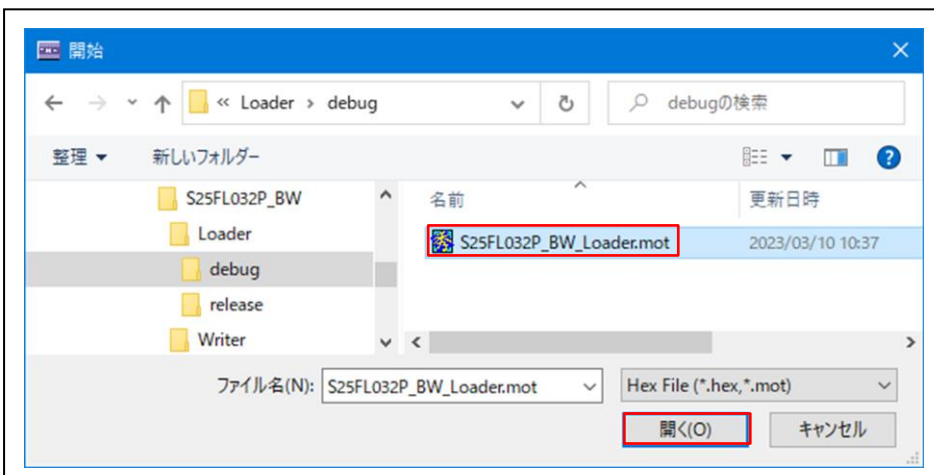 開始
« Loader › debug
debugの検索
整理
新しいフォルダー
S25FL032P_BW
Loader
debug
release
Writer
名前
更新日時
S25FL032P_BW_Loader.mot
2023/03/10 10:37
ファイル名(N):
S25FL032P_BW_Loader.mot
Hex File (*.hex,*.mot)
開く(O)
キャンセル